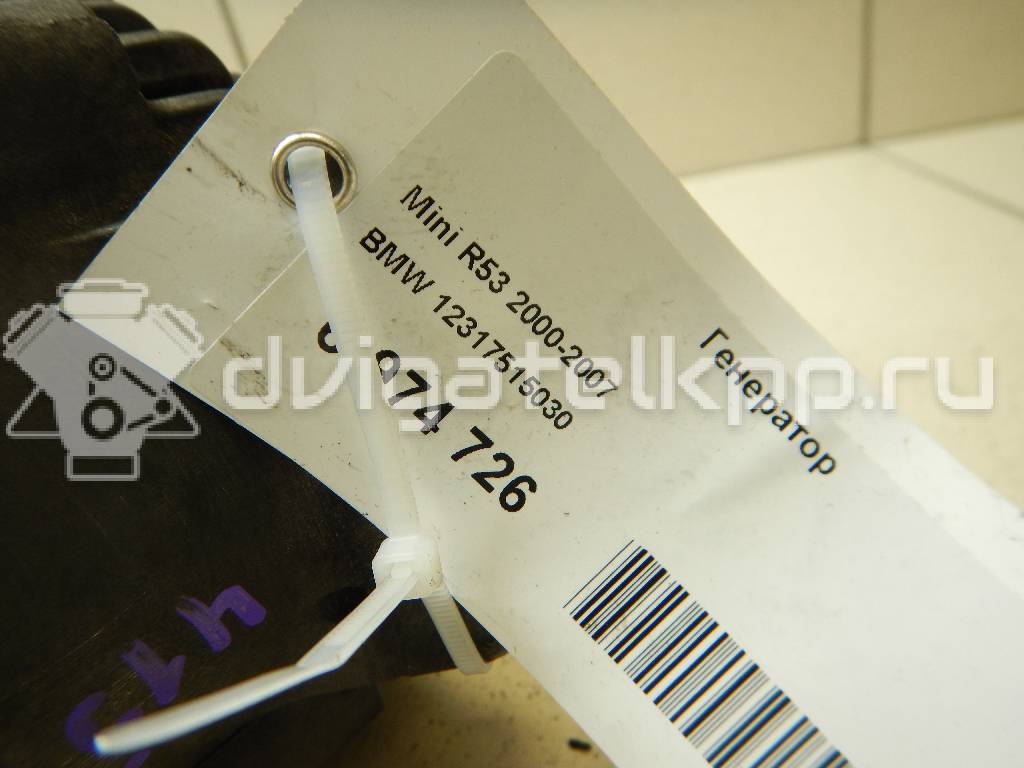 Mini R53 2000-2007
BMW 12317515030
974 726
Генератор
dvigatelkpp.ru